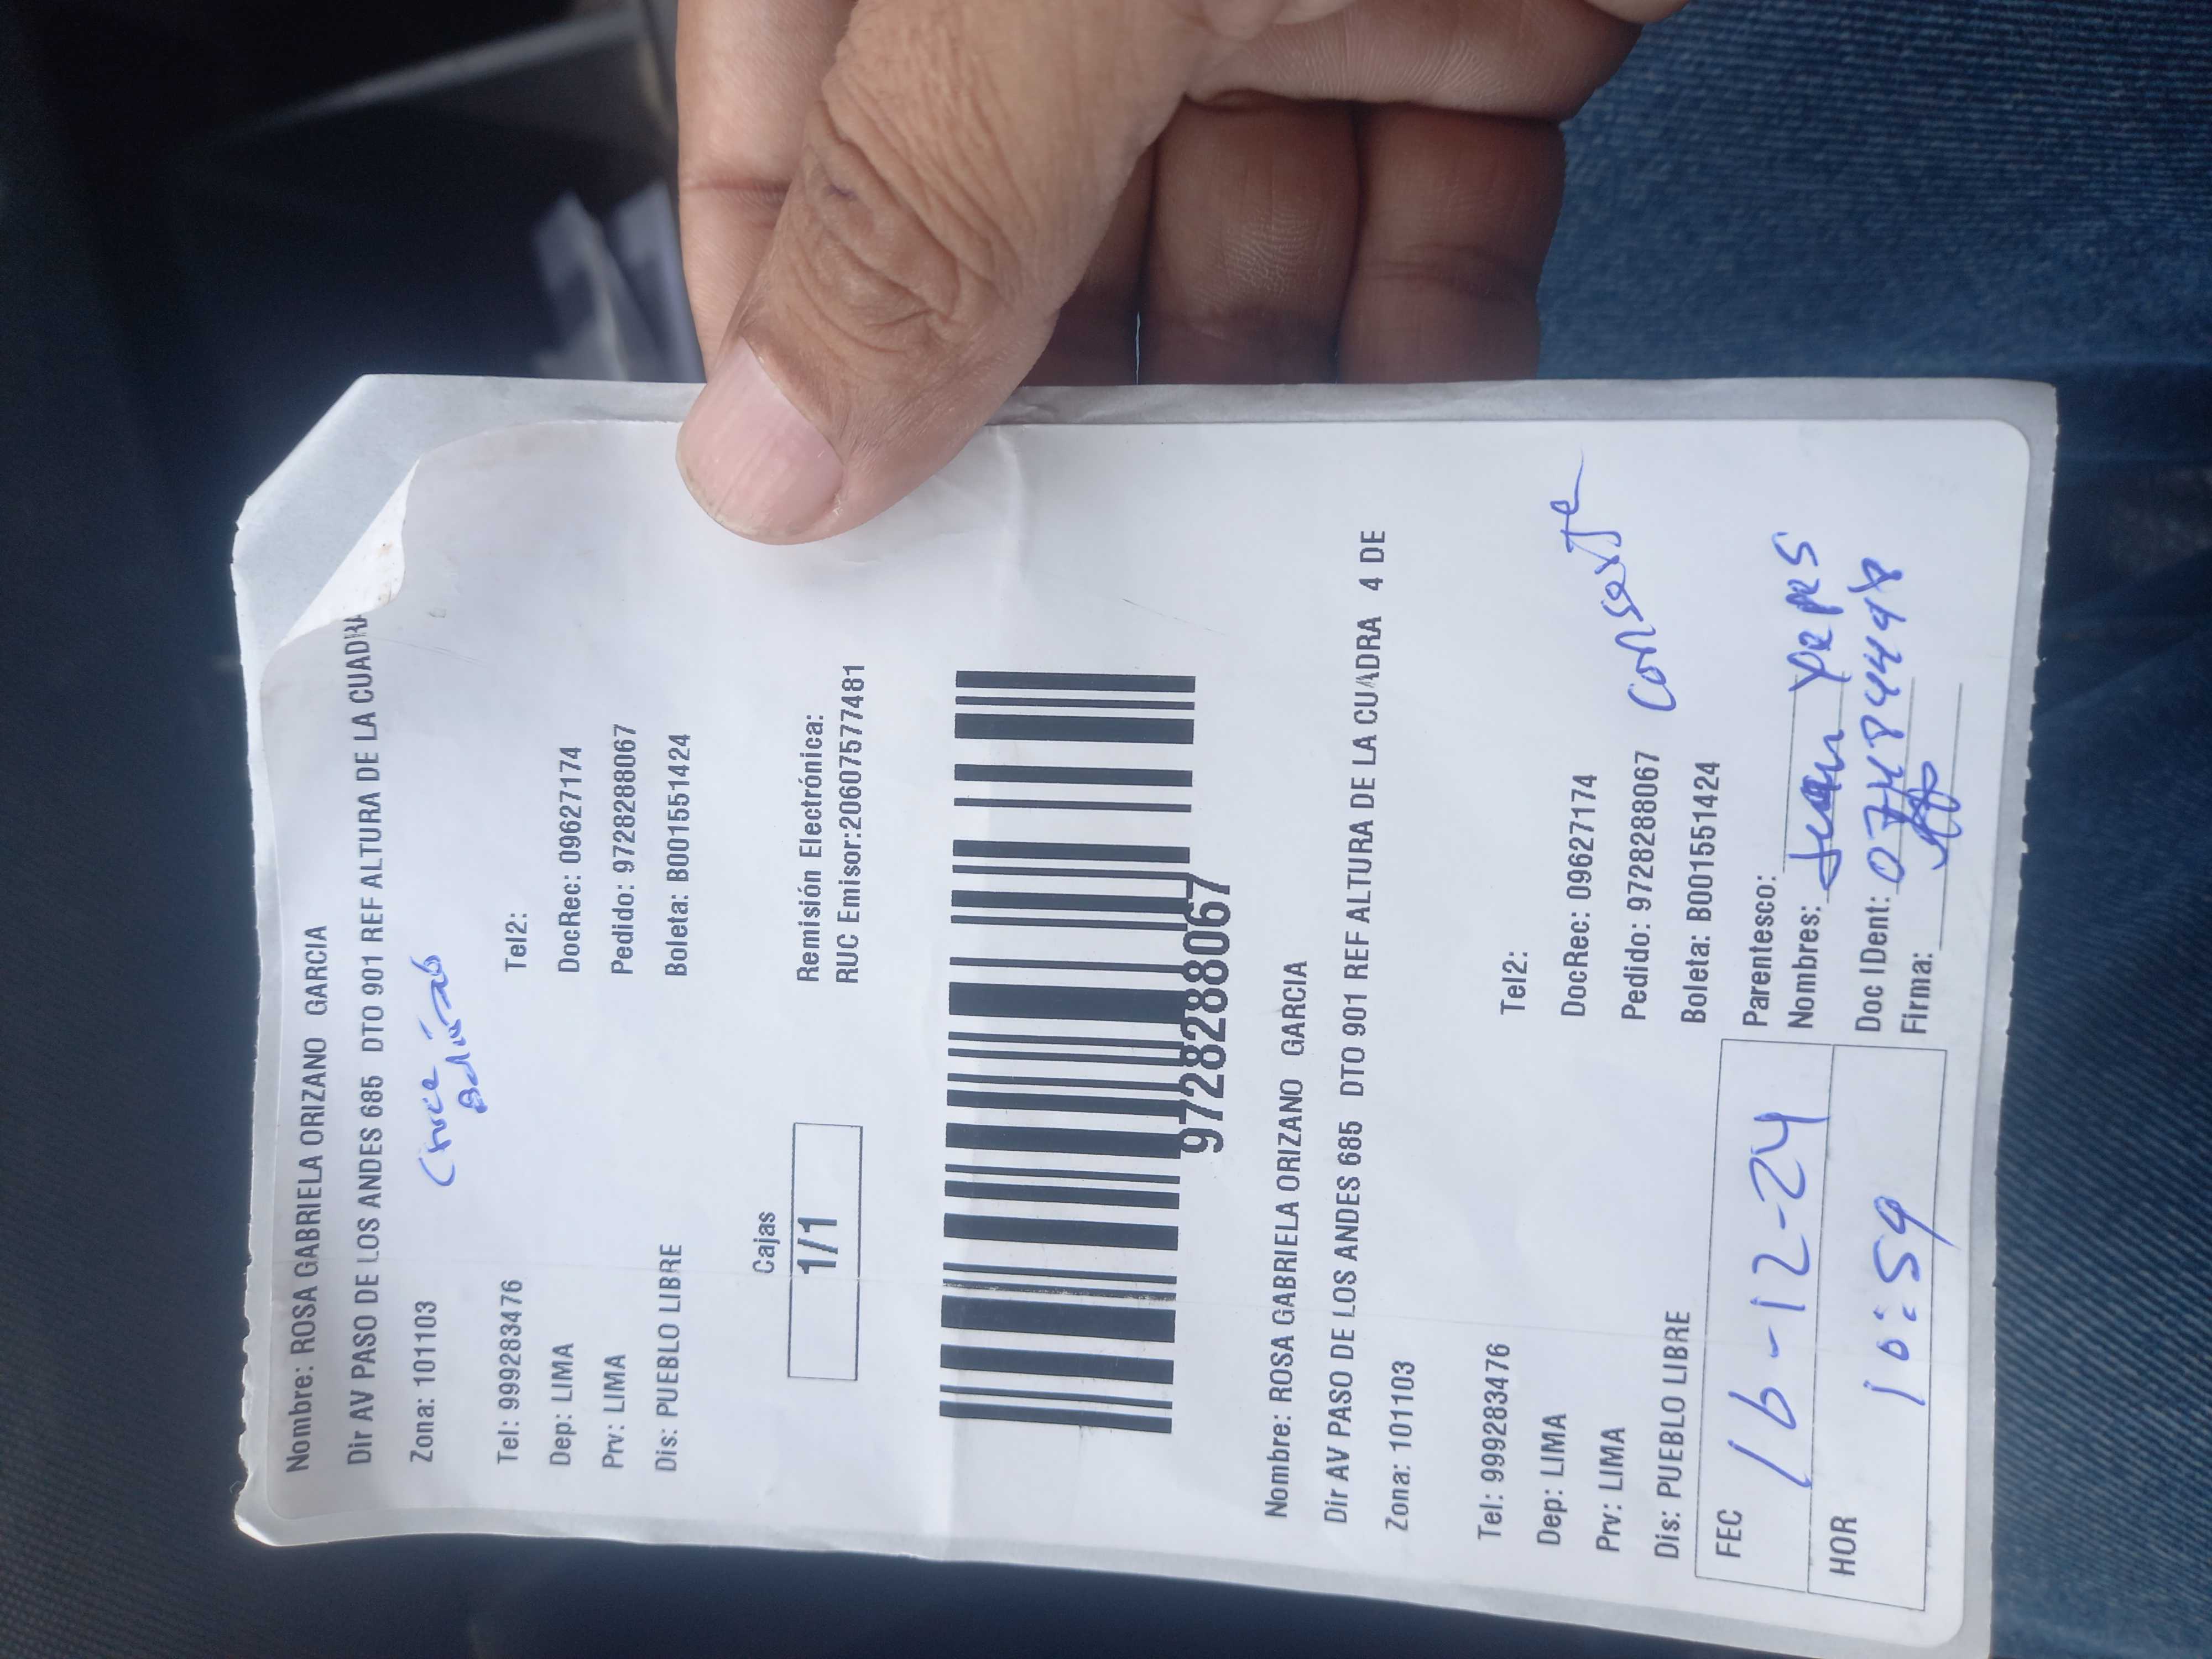 Nombre: ROSA GABRIELA ORIZANO GARCIA
Dir AV PASO DE LOS ANDES 685 DTO 901 REF ALTURA DE LA CUADRA
Zona: 101103
Tel: 999283476 Tel2:
Dep: LIMA DocRec: 09627174
Prv: LIMA Pedido: 9728288067
Dis: PUEBLO LIBRE Boleta: B001551424
Cajas Remisión Electrónica:
1/1 RUC Emisor:20607577481
9728288067
Nombre: ROSA GABRIELA ORIZANO GARCIA
Dir AV PASO DE LOS ANDES 685 DTO 901 REF ALTURA DE LA CUADRA 4 DE
Zona: 101103
Tel: 999283476 Tel2:
Dep: LIMA DocRec: 09627174
Prv: LIMA Pedido: 9728288067
Dis: PUEBLO LIBRE Boleta: B001551424
FEC 16-12-24 Parentesco:
Nombres: Juan Yepes
HOR 10:59 Doc IDent:
Firma: